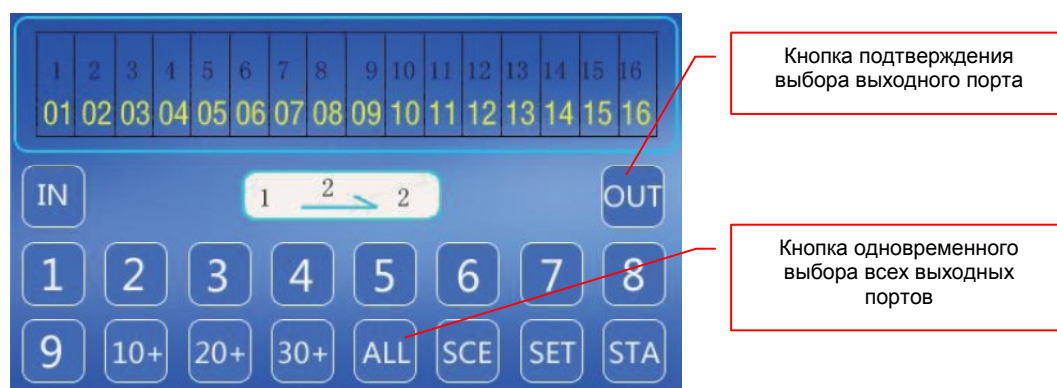 1 2 3 4 5 6 7 8 9 10 11 12 13 14 15 16
01 02 03 04 05 06 07 08 09 10 11 12 13 14 15 16
Кнопка подтверждения
выбора выходного порта
IN
1 2 2
OUT
1 2 3 4 5 6 7 8
Кнопка одновременного
выбора всех выходных
портов
9 10+ 20+ 30+ ALL SCE SET STA